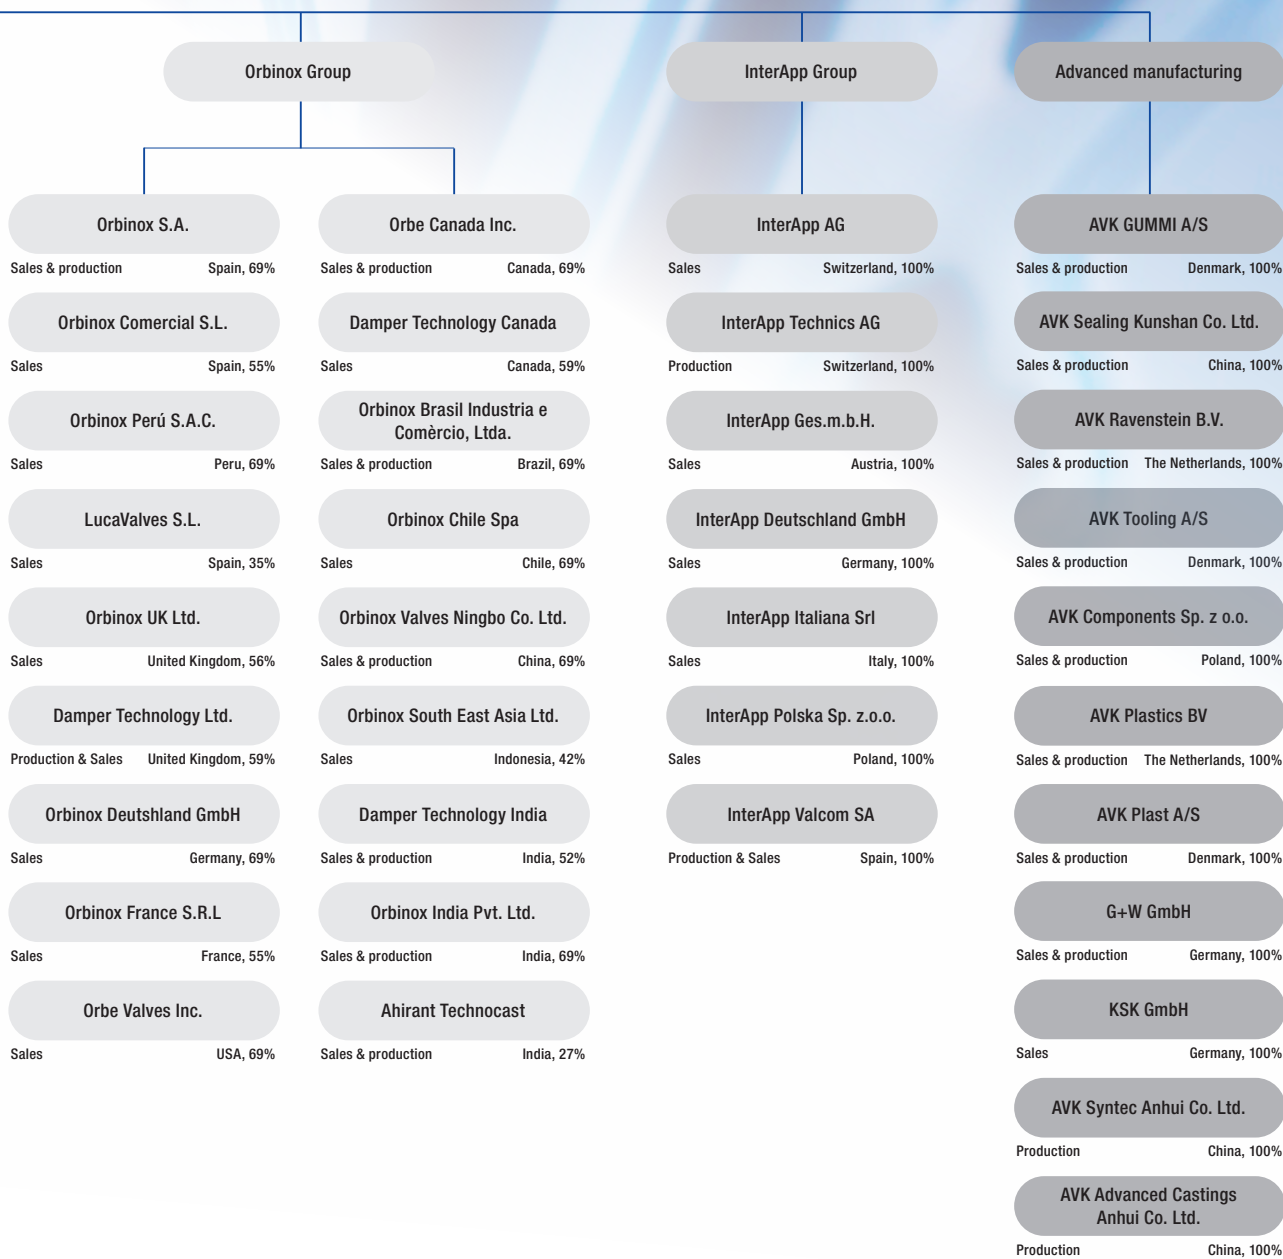 Orbinox Group
InterApp Group
Advanced manufacturing
Orbinox S.A.
Sales & production Spain, 69%
Orbinox Comercial S.L.
Sales Spain, 55%
Orbinox Perú S.A.C.
Sales Peru, 69%
LucaValves S.L.
Sales Spain, 35%
Orbinox UK Ltd.
Sales United Kingdom, 56%
Damper Technology Ltd.
Production & Sales United Kingdom, 59%
Orbinox Deutshland GmbH
Sales Germany, 69%
Orbinox France S.R.L
Sales France, 55%
Orbe Valves Inc.
Sales USA, 69%
Orbe Canada Inc.
Sales & production Canada, 69%
Damper Technology Canada
Sales Canada, 59%
Orbinox Brasil Industria e
Comèrcio, Ltda.
Sales & production Brazil, 69%
Orbinox Chile Spa
Sales Chile, 69%
Orbinox Valves Ningbo Co. Ltd.
Sales & production China, 69%
Orbinox South East Asia Ltd.
Sales Indonesia, 42%
Damper Technology India
Sales & production India, 52%
Orbinox India Pvt. Ltd.
Sales & production India, 69%
Ahirant Technocast
Sales & production India, 27%
InterApp AG
Sales Switzerland, 100%
InterApp Technics AG
Production Switzerland, 100%
InterApp Ges.m.b.H.
Sales Austria, 100%
InterApp Deutschland GmbH
Sales Germany, 100%
InterApp Italiana Srl
Sales Italy, 100%
InterApp Polska Sp. z.o.o.
Sales Poland, 100%
InterApp Valcom SA
Production & Sales Spain, 100%
AVK GUMMI A/S
Sales & production Denmark, 100%
AVK Sealing Kunshan Co. Ltd.
Sales & production China, 100%
AVK Ravenstein B.V.
Sales & production The Netherlands, 100%
AVK Tooling A/S
Sales & production Denmark, 100%
AVK Components Sp. z o.o.
Sales & production Poland, 100%
AVK Plastics BV
Sales & production The Netherlands, 100%
AVK Plast A/S
Sales & production Denmark, 100%
G+W GmbH
Sales & production Germany, 100%
KSK GmbH
Sales Germany, 100%
AVK Syntec Anhui Co. Ltd.
Production China, 100%
AVK Advanced Castings
Anhui Co. Ltd.
Production China, 100%